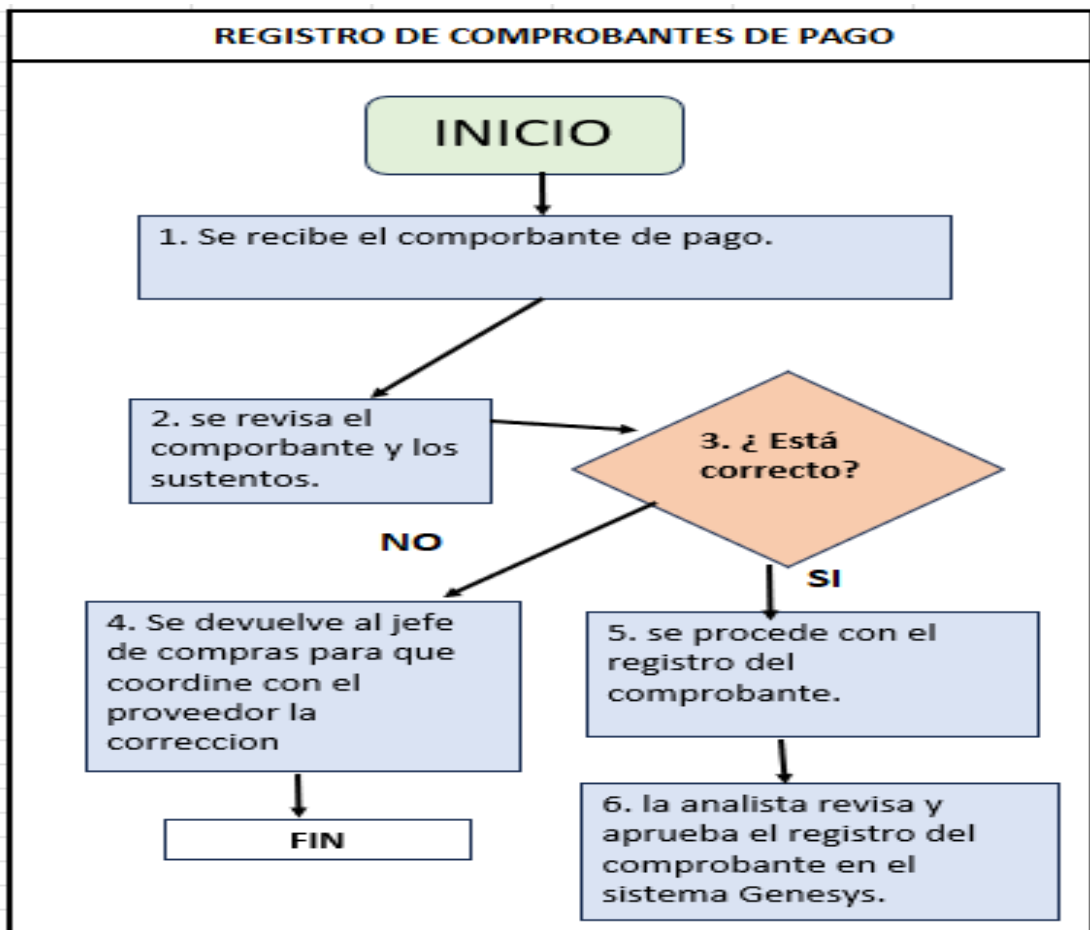 REGISTRO DE COMPROBANTES DE PAGO
INICIO
1. Se recibe el comporbante de pago.
2. se revisa el
comporbante y los
sustentos.
3. ¿ Está
correcto?
NO
SI
4. Se devuelve al jefe
de compras para que
coordine con el
proveedor la
correccion
5. se procede con el
registro del
comprobante.
FIN
6. la analista revisa y
aprueba el registro del
comprobante en el
sistema Genesys.